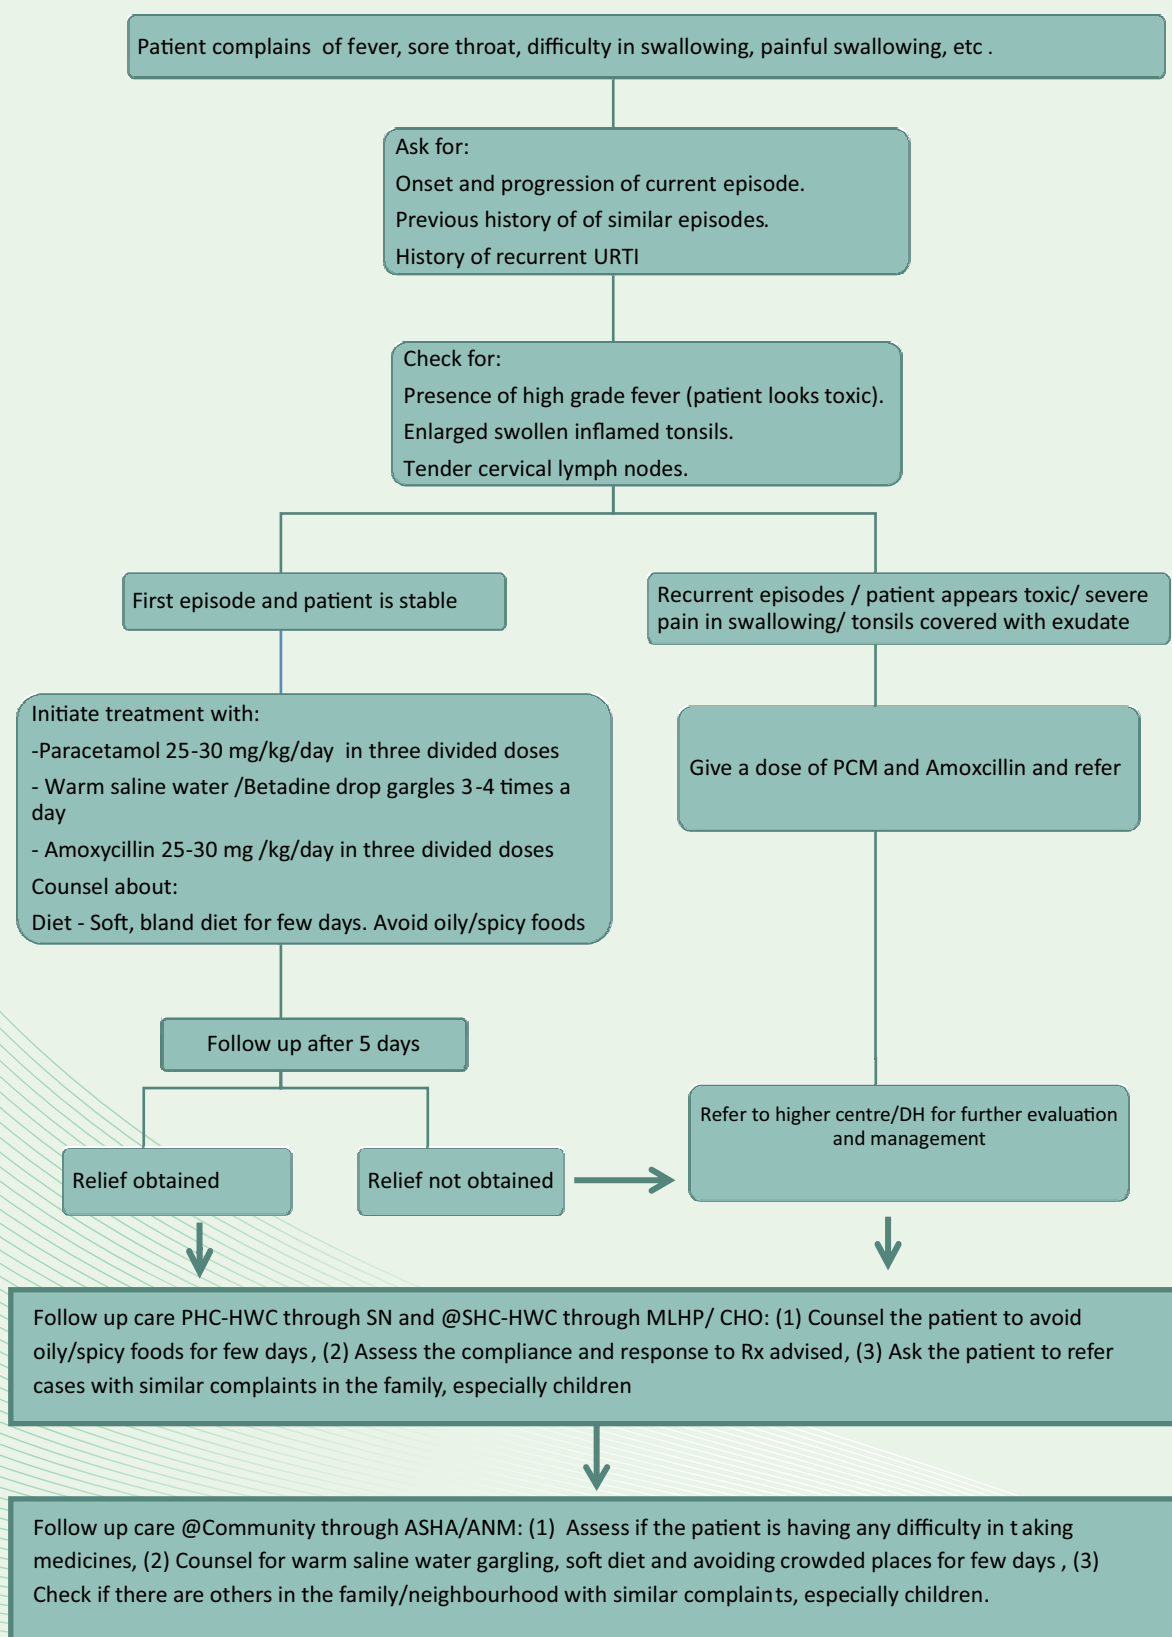 Patient complains of fever, sore throat, difficulty in swallowing, painful swallowing, etc .
Ask for:
Onset and progression of current episode.
Previous history of of similar episodes.
History of recurrent URTI
Check for:
Presence of high grade fever (patient looks toxic).
Enlarged swollen inflamed tonsils.
Tender cervical lymph nodes.
First episode and patient is stable
Recurrent episodes / patient appears toxic/ severe
pain in swallowing/ tonsils covered with exudate
Initiate treatment with:
-Paracetamol 25-30 mg/kg/day in three divided doses
- Warm saline water /Betadine drop gargles 3-4 times a
day
- Amoxycillin 25-30 mg /kg/day in three divided doses
Counsel about:
Diet - Soft, bland diet for few days. Avoid oily/spicy foods
Give a dose of PCM and Amoxcillin and refer
Follow up after 5 days
Relief obtained
Relief not obtained
Refer to higher centre/DH for further evaluation
and management
Follow up care PHC-HWC through SN and @SHC-HWC through MLHP/ CHO: (1) Counsel the patient to avoid
oily/spicy foods for few days, (2) Assess the compliance and response to Rx advised, (3) Ask the patient to refer
cases with similar complaints in the family, especially children
Follow up care @Community through ASHA/ANM: (1) Assess if the patient is having any difficulty in t aking
medicines, (2) Counsel for warm saline water gargling, soft diet and avoiding crowded places for few days , (3)
Check if there are others in the family/neighbourhood with similar complaints, especially children.